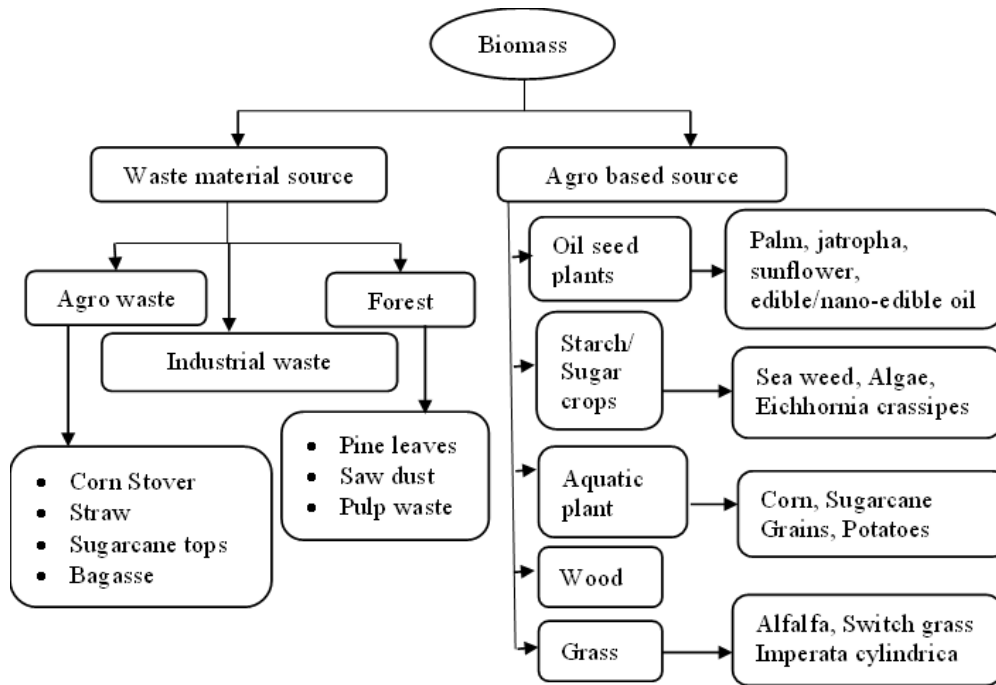 Biomass
Waste material source
Agro based source
Agro waste
Industrial waste
Forest
• Corn Stover
• Straw
• Sugarcane tops
• Bagasse
• Pine leaves
• Saw dust
• Pulp waste
Oil seed
plants
Palm, jatropha,
sunflower,
edible/nano-edible oil
Starch/
Sugar
crops
Sea weed, Algae,
Eichhornia crassipes
Aquatic
plant
Corn, Sugarcane
Grains, Potatoes
Wood
Grass
Alfalfa, Switch grass
Imperata cylindrica